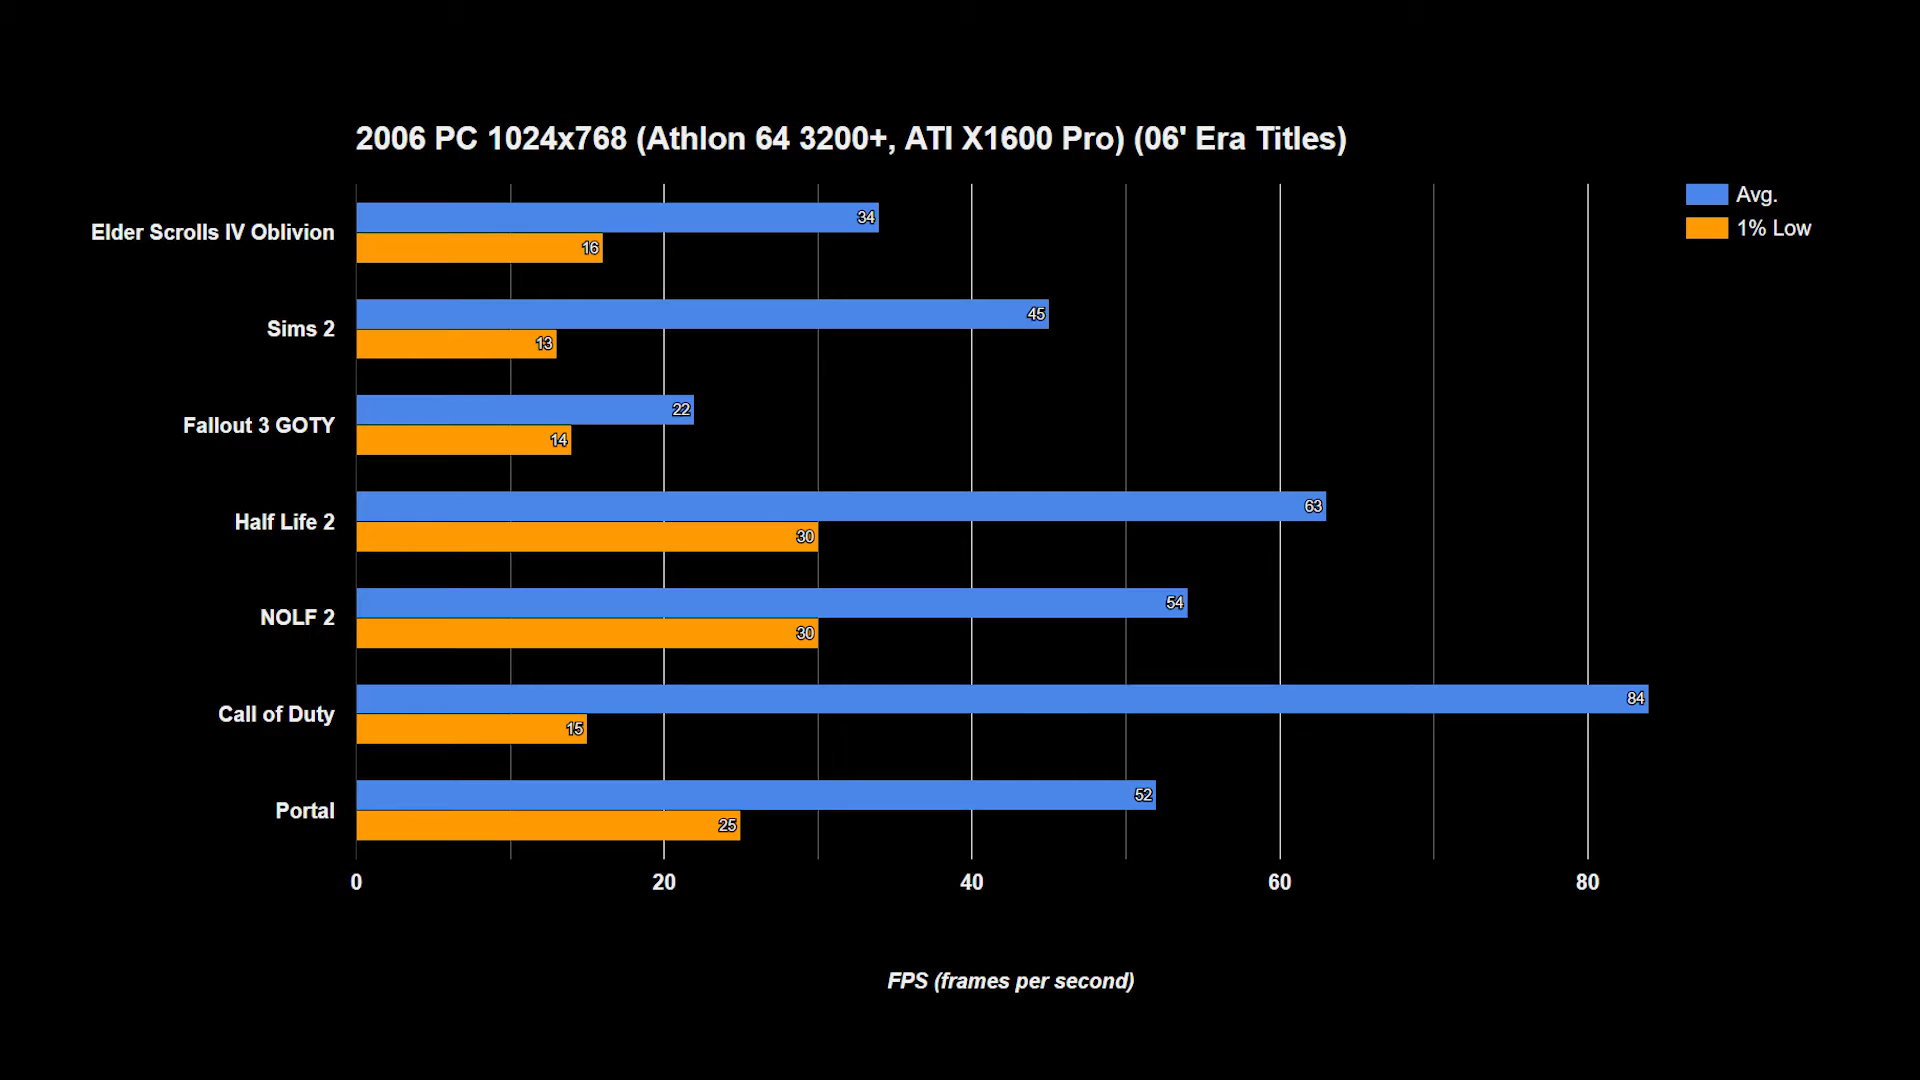 2006 PC 1024x768 (Athlon 64 3200+, ATI X1600 Pro) (06' Era Titles)
Avg.
1% Low
Elder Scrolls IV Oblivion
34
16
Sims 2
45
13
Fallout 3 GOTY
22
14
Half Life 2
63
30
NOLF 2
54
30
Call of Duty
84
15
Portal
52
25
0 20 40 60 80
FPS (frames per second)